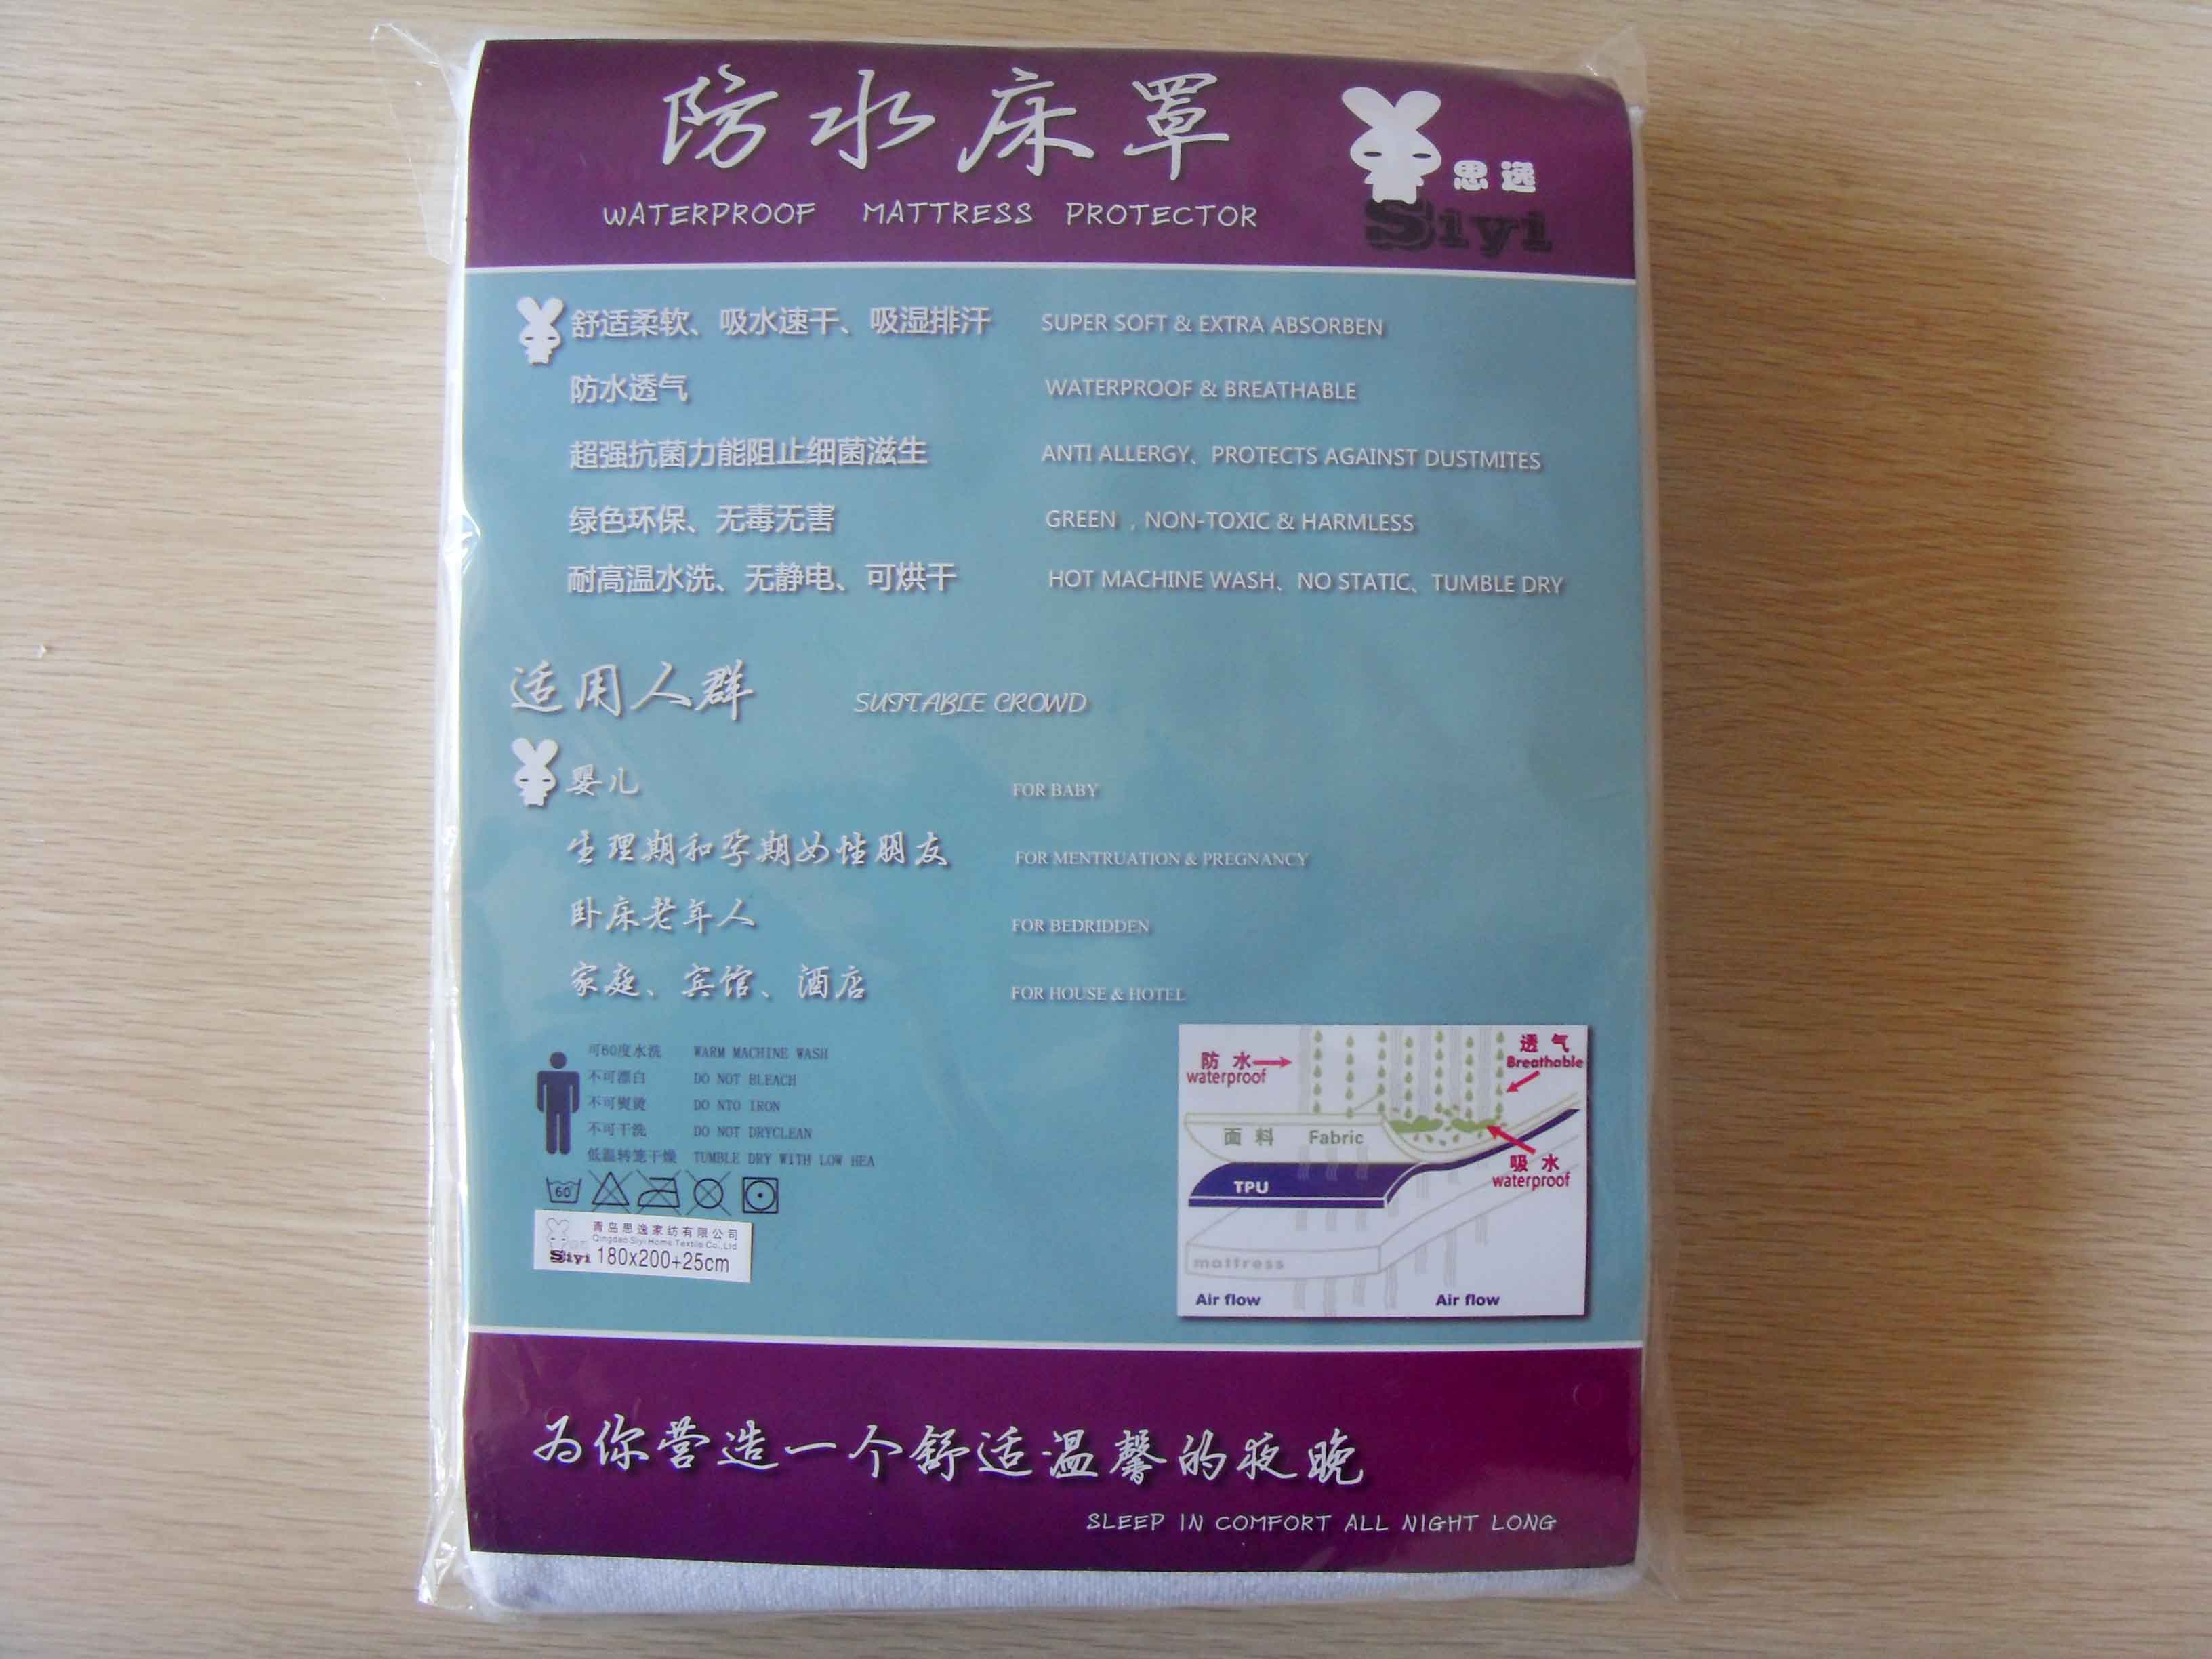 防水床罩
WATERPROOF MATTRESS PROTECTOR
思逸
Siyi
舒适柔软、吸水速干、吸湿排汗 SUPER SOFT & EXTRA ABSORBEN
防水透气 WATERPROOF & BREATHABLE
超强抗菌力能阻止细菌滋生 ANTI ALLERGY、PROTECTS AGAINST DUSTMITES
绿色环保、无毒无害 GREEN , NON-TOXIC & HARMLESS
耐高温水洗、无静电、可烘干 HOT MACHINE WASH、NO STATIC、TUMBLE DRY
适用人群 SUITABLE CROWD
婴儿 FOR BABY
生理期和孕期女性朋友 FOR MENTRUATION & PREGNANCY
卧床老年人 FOR BEDRIDDEN
家庭、宾馆、酒店 FOR HOUSE & HOTEL
可60度水洗 WARM MACHINE WASH
不可漂白 DO NOT BLEACH
不可熨烫 DO NTO IRON
不可干洗 DO NOT DRYCLEAN
低温转笼干燥 TUMBLE DRY WITH LOW HEA
60
青岛思逸家纺有限公司
Qingdao Siyi Home Textile Co.,Ltd
Siyi 180x200+25cm
防水
waterproof
透气
Breathable
面料 Fabric
吸水
waterproof
TPU
mattress
Air flow Air flow
为你营造一个舒适温馨的夜晚
SLEEP IN COMFORT ALL NIGHT LONG